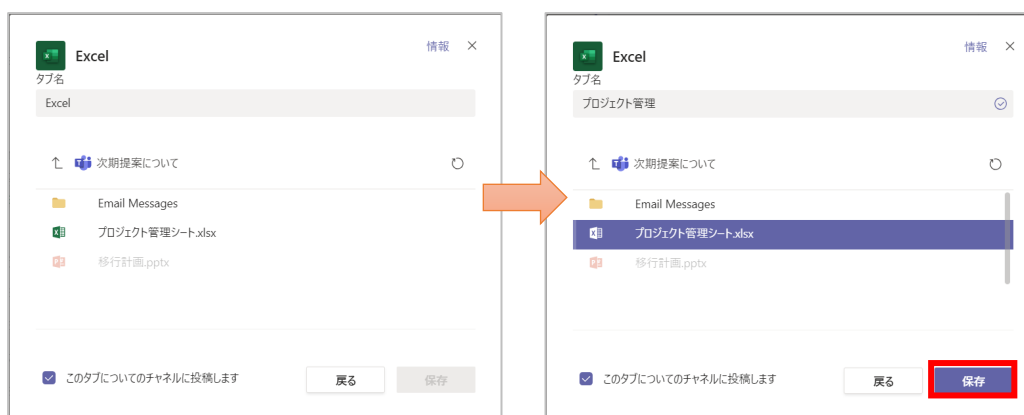 Excel
情報
タブ名
Excel
次期提案について
Email Messages
プロジェクト管理シート.xlsx
移行計画.pptx
このタブについてのチャネルに投稿します
戻る
保存
Excel
情報
タブ名
プロジェクト管理
次期提案について
Email Messages
プロジェクト管理シート.xlsx
移行計画.pptx
このタブについてのチャネルに投稿します
戻る
保存